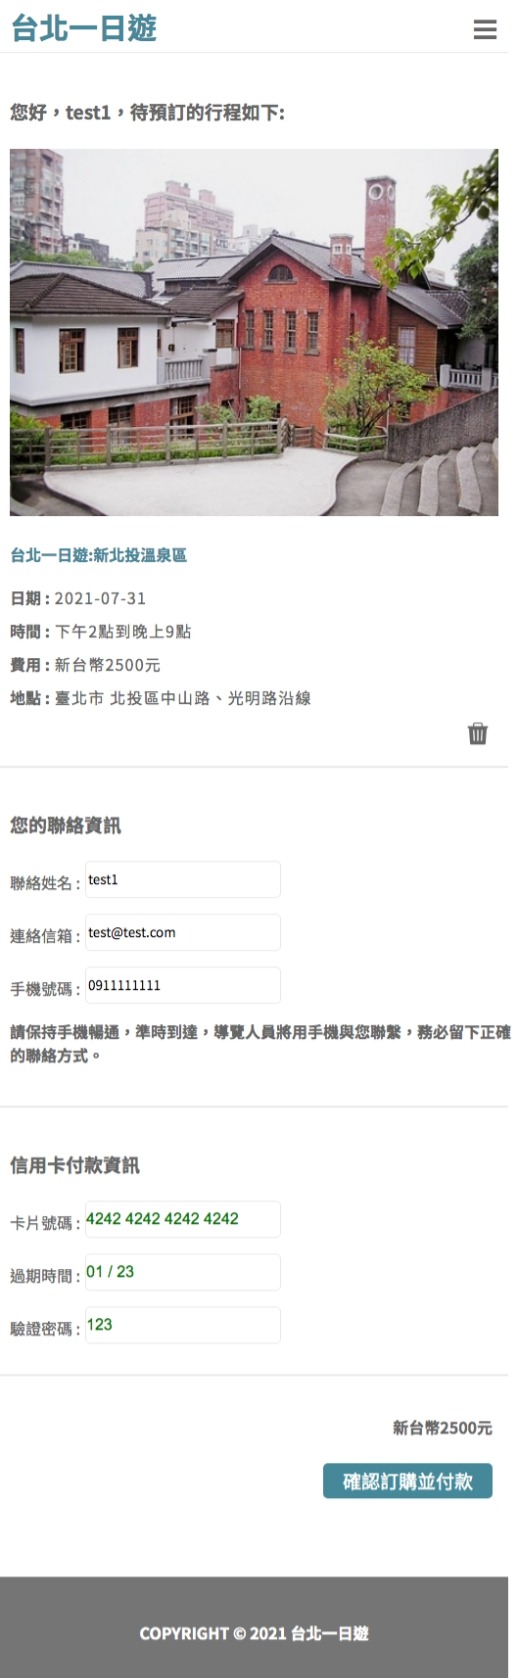 台北一日遊
您好，test1，待預訂的行程如下:
台北一日遊:新北投溫泉區
日期 : 2021-07-31
時間 : 下午2點到晚上9點
費用 : 新台幣2500元
地點 : 臺北市 北投區中山路、光明路沿線
您的聯絡資訊
聯絡姓名 : test1
連絡信箱 : test@test.com
手機號碼 : 0911111111
請保持手機暢通，準時到達，導覽人員將用手機與您聯繫，務必留下正確
的聯絡方式。
信用卡付款資訊
卡片號碼 : 4242 4242 4242 4242
過期時間 : 01 / 23
驗證密碼 : 123
新台幣2500元
確認訂購並付款
COPYRIGHT © 2021 台北一日遊